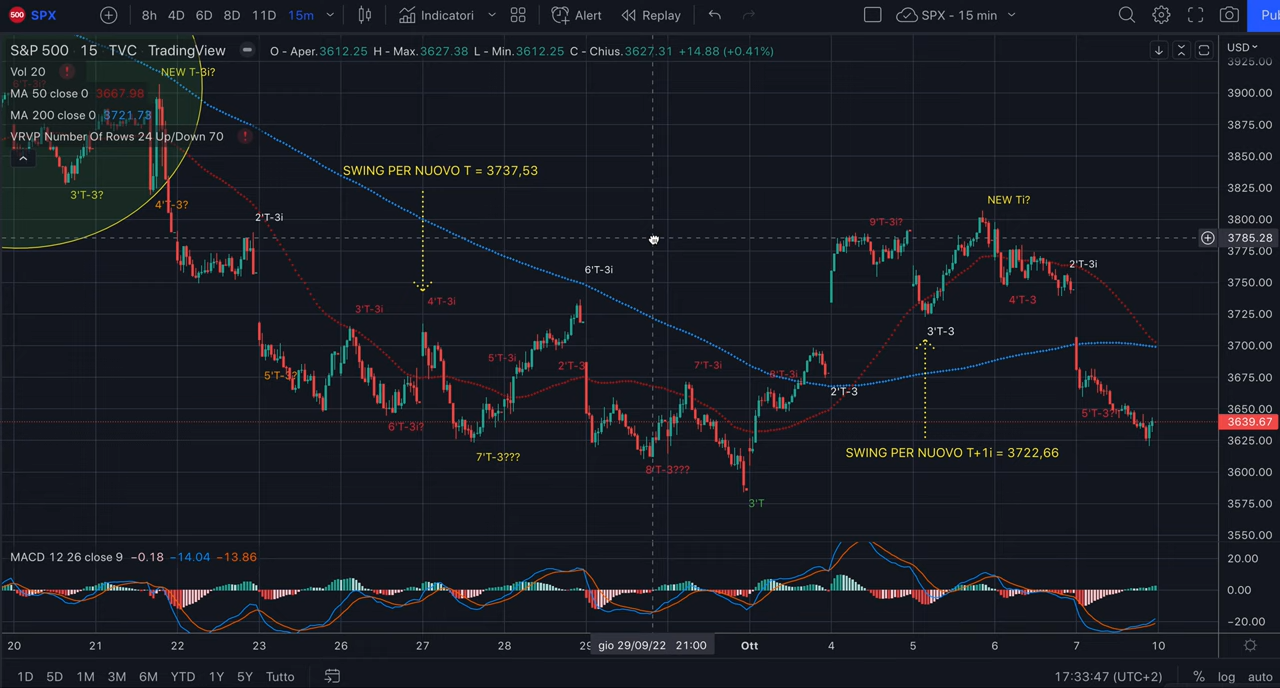 500 SPX 8h 4D 6D 8D 11D 15m Indicatori Alert Replay SPX - 15 min Pu
S&P 500 15 TVC TradingView O - Aper.3612.25 H - Max.3627.38 L - Min.3612.25 C - Chius.3627.31 +14.88 (+0.41%) USD
Vol 20
NEW T-3i?
MA 50 close 0 3667.98
MA 200 close 0 3721.73
VRVP Number Of Rows 24 Up/Down 70
3'T-3?
4'T-3?
2'T-3i
SWING PER NUOVO T = 3737,53
6'T-3i
4'T-3i
3'T-3i
5'T-3i
2'T-3
5'T-3?
6'T-3i?
7'T-3???
8'T-3???
7'T-3i
8'T-3i
3'T
2'T-3
9'T-3i?
NEW Ti?
2'T-3i
4'T-3
3'T-3
5'T-3?
SWING PER NUOVO T+1i = 3722,66
3925.00
3900.00
3875.00
3850.00
3825.00
3800.00
3785.28
3775.00
3750.00
3725.00
3700.00
3675.00
3650.00
3639.67
3625.00
3600.00
3575.00
3550.00
MACD 12 26 close 9 −0.18 −14.04 −13.86
20.00
0.00
−20.00
20 21 22 23 26 27 28 29 gio 29/09/22 21:00 Ott 4 5 6 7 10
1D 5D 1M 3M 6M YTD 1Y 5Y Tutto 17:33:47 (UTC+2) % log auto